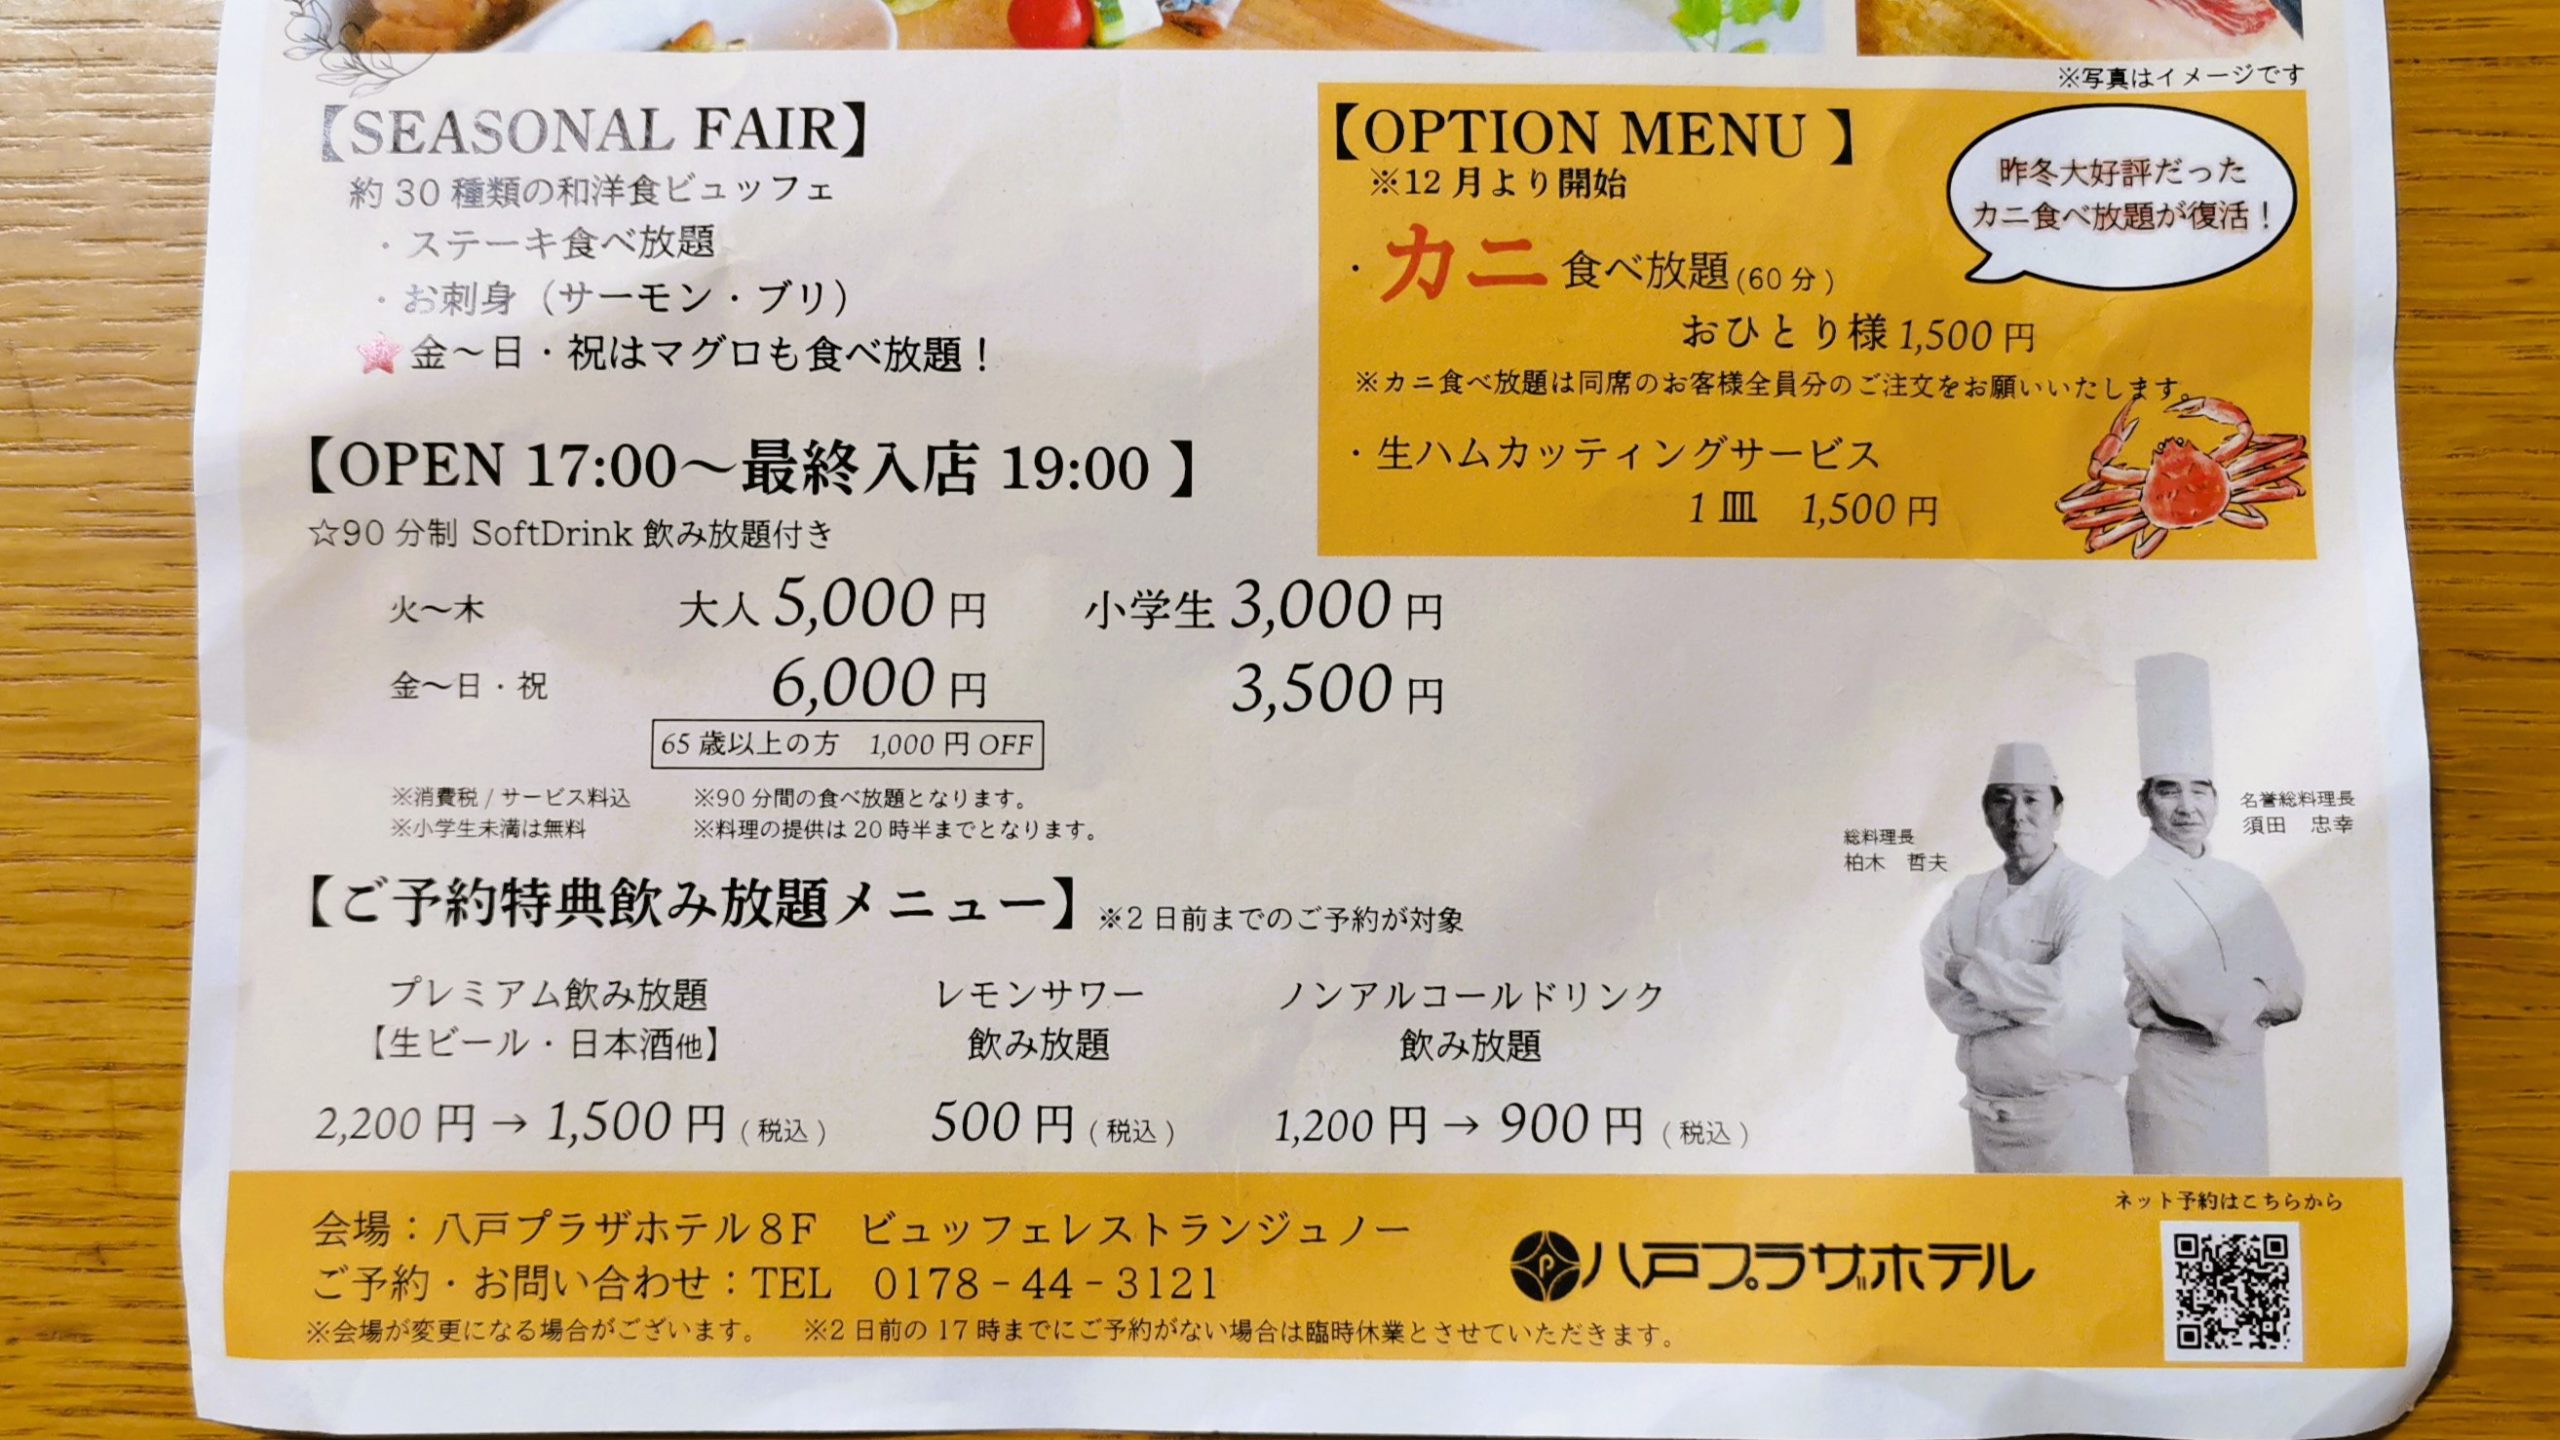 ※写真はイメージです
【SEASONAL FAIR】
約30種類の和洋食ビュッフェ
・ステーキ食べ放題
・お刺身（サーモン・ブリ）
金～日・祝はマグロも食べ放題！
【OPTION MENU 】
※12月より開始
昨冬大好評だった
カニ食べ放題が復活！
・カニ食べ放題(60分)
おひとり様1,500円
※カニ食べ放題は同席のお客様全員分のご注文をお願いいたします。
・生ハムカッティングサービス
1皿 1,500円
【OPEN 17:00～最終入店 19:00 】
☆90分制 SoftDrink 飲み放題付き
火～木 大人 5,000円 小学生 3,000円
金～日・祝 6,000円 3,500円
65歳以上の方 1,000円OFF
※消費税/サービス料込 ※90分間の食べ放題となります。
※小学生未満は無料 ※料理の提供は20時半までとなります。
総料理長
柏木 哲夫
名誉総料理長
須田 忠幸
【ご予約特典飲み放題メニュー】※2日前までのご予約が対象
プレミアム飲み放題 レモンサワー ノンアルコールドリンク
【生ビール・日本酒他】 飲み放題 飲み放題
2,200円→1,500円(税込) 500円(税込) 1,200円→900円(税込)
会場：八戸プラザホテル8F ビュッフェレストランジュノー
ご予約・お問い合わせ：TEL 0178-44-3121
※会場が変更になる場合がございます。 ※2日前の17時までにご予約がない場合は臨時休業とさせていただきます。
八戸プラザホテル
ネット予約はこちらから